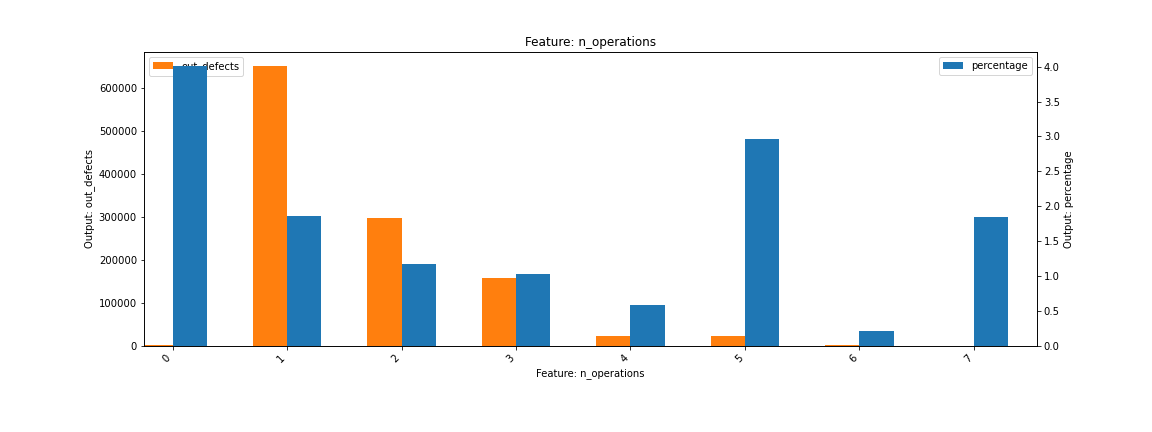 Feature: n_operations
out_defects
percentage
600000
500000
400000
300000
200000
100000
0
Output: out_defects
4.0
3.5
3.0
2.5
2.0
1.5
1.0
0.5
0.0
Output: percentage
0 1 2 3 4 5 6 7
Feature: n_operations